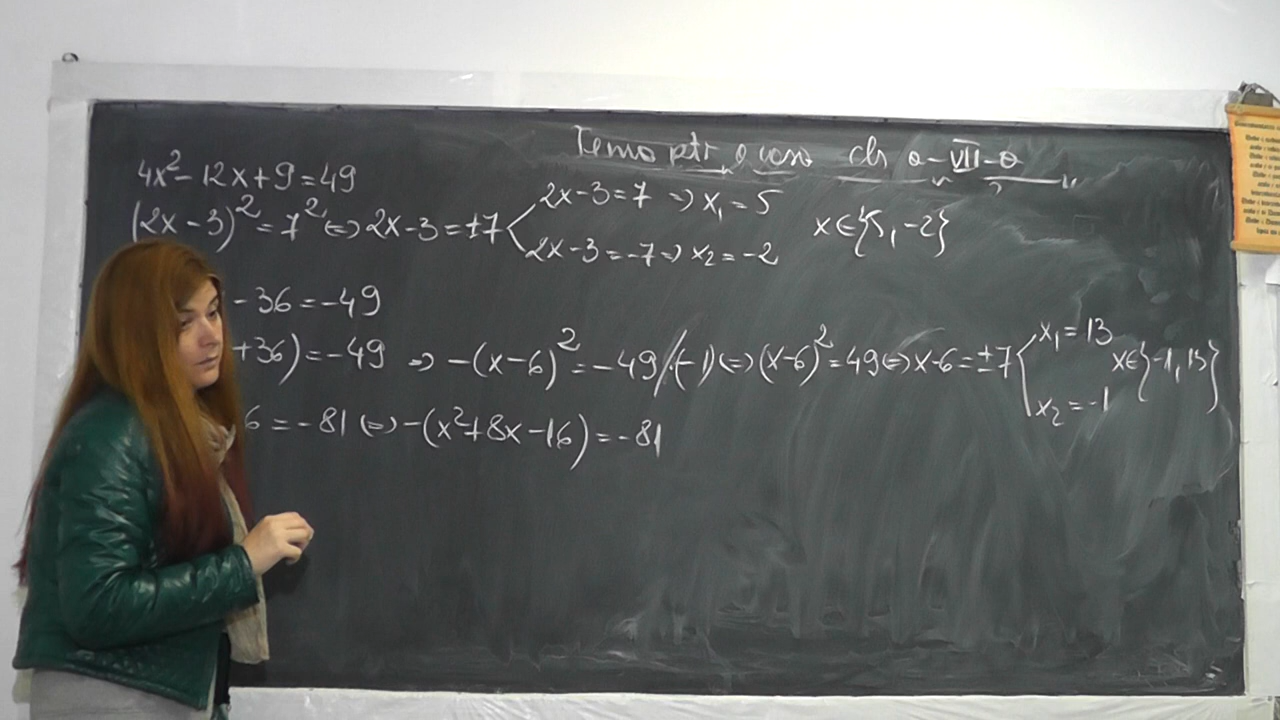 Temă ptr acasă cls a-VII-a
4x² - 12x + 9 = 49
(2x - 3)² = 7² <=> 2x - 3 = ±7
2x - 3 = 7 => x₁ = 5
2x - 3 = -7 => x₂ = -2
x ∈ {5, -2}
- 36 = -49
+36) = -49 => -(x - 6)² = -49 /·(-1) <=> (x - 6)² = 49 <=> x - 6 = ±7
x₁ = 13
x₂ = -1
x ∈ {-1, 13}
6 = -81 <=> -(x² + 8x - 16) = -81